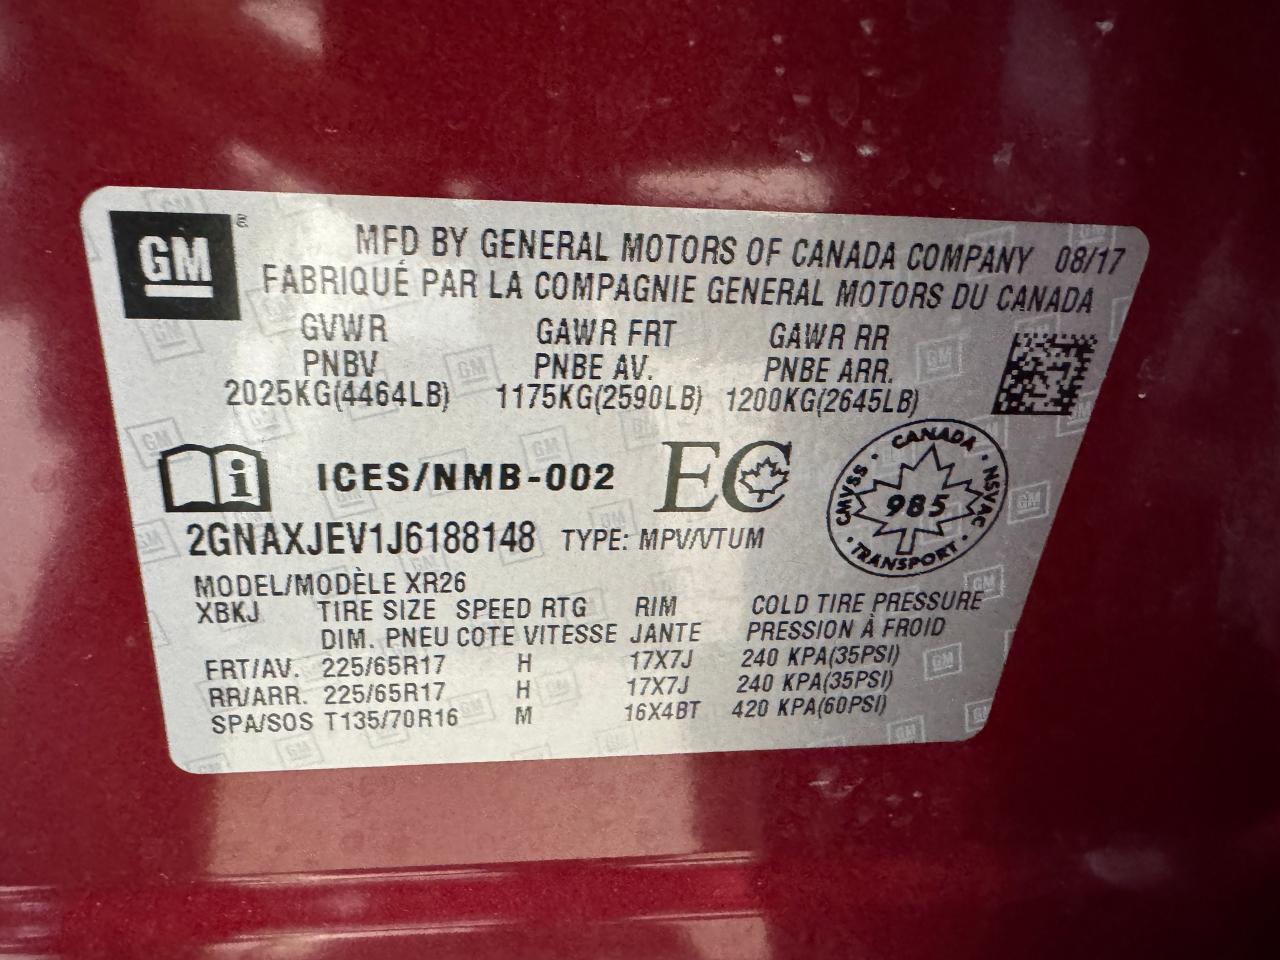 GM
MFD BY GENERAL MOTORS OF CANADA COMPANY 08/17
FABRIQUÉ PAR LA COMPAGNIE GENERAL MOTORS DU CANADA
GVWR GAWR FRT GAWR RR
PNBV PNBE AV. PNBE ARR.
2025KG(4464LB) 1175KG(2590LB) 1200KG(2645LB)
i ICES/NMB-002 EC
CANADA
CMVSS 985 NSVAC
TRANSPORT
2GNAXJEV1J6188148 TYPE: MPV/VTUM
MODEL/MODÈLE XR26
XBKJ TIRE SIZE SPEED RTG RIM COLD TIRE PRESSURE
DIM. PNEU COTE VITESSE JANTE PRESSION À FROID
FRT/AV. 225/65R17 H 17X7J 240 KPA(35PSI)
RR/ARR. 225/65R17 H 17X7J 240 KPA(35PSI)
SPA/SOS T135/70R16 M 16X4BT 420 KPA(60PSI)